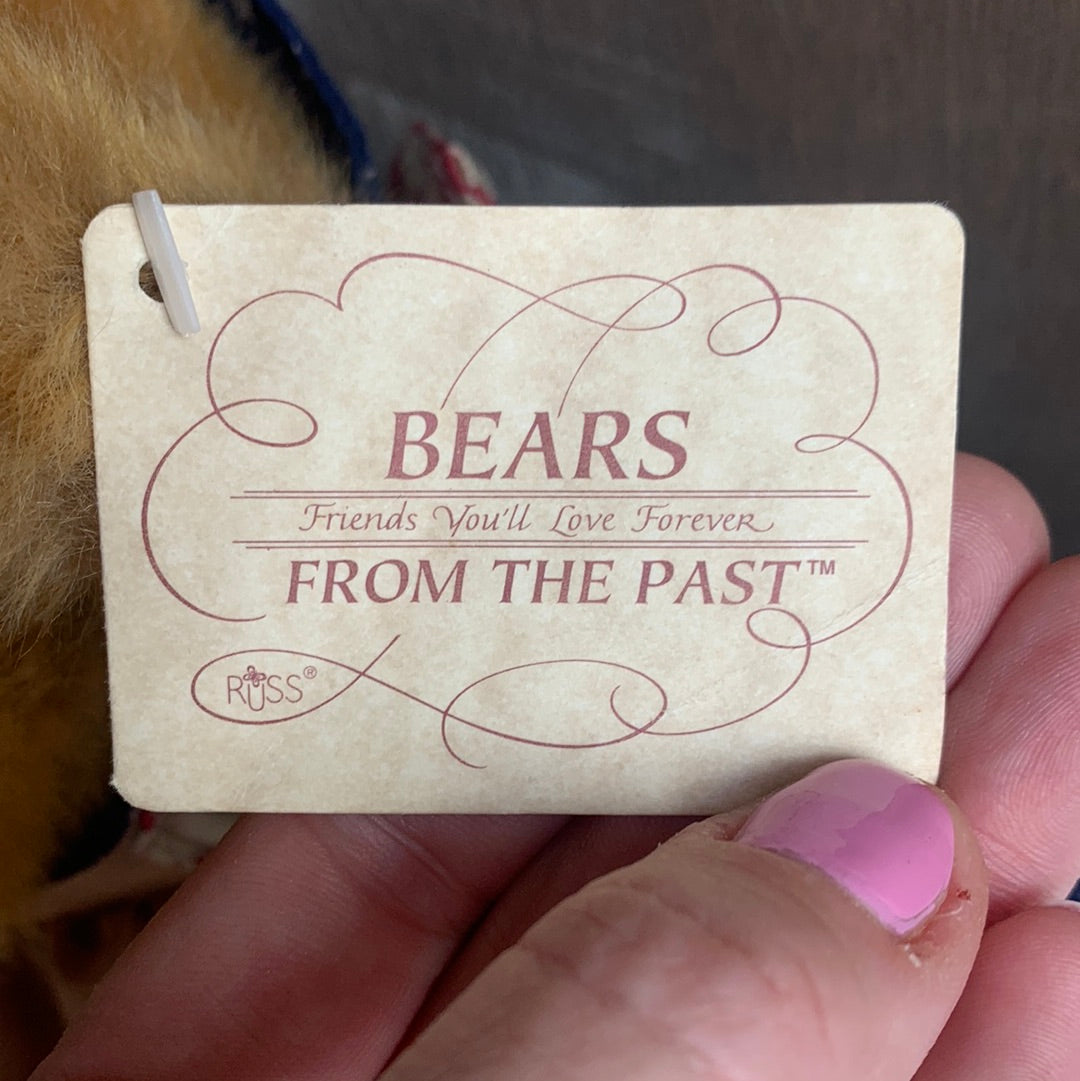 BEARS
Friends You'll Love Forever
FROM THE PAST™
RUSS®